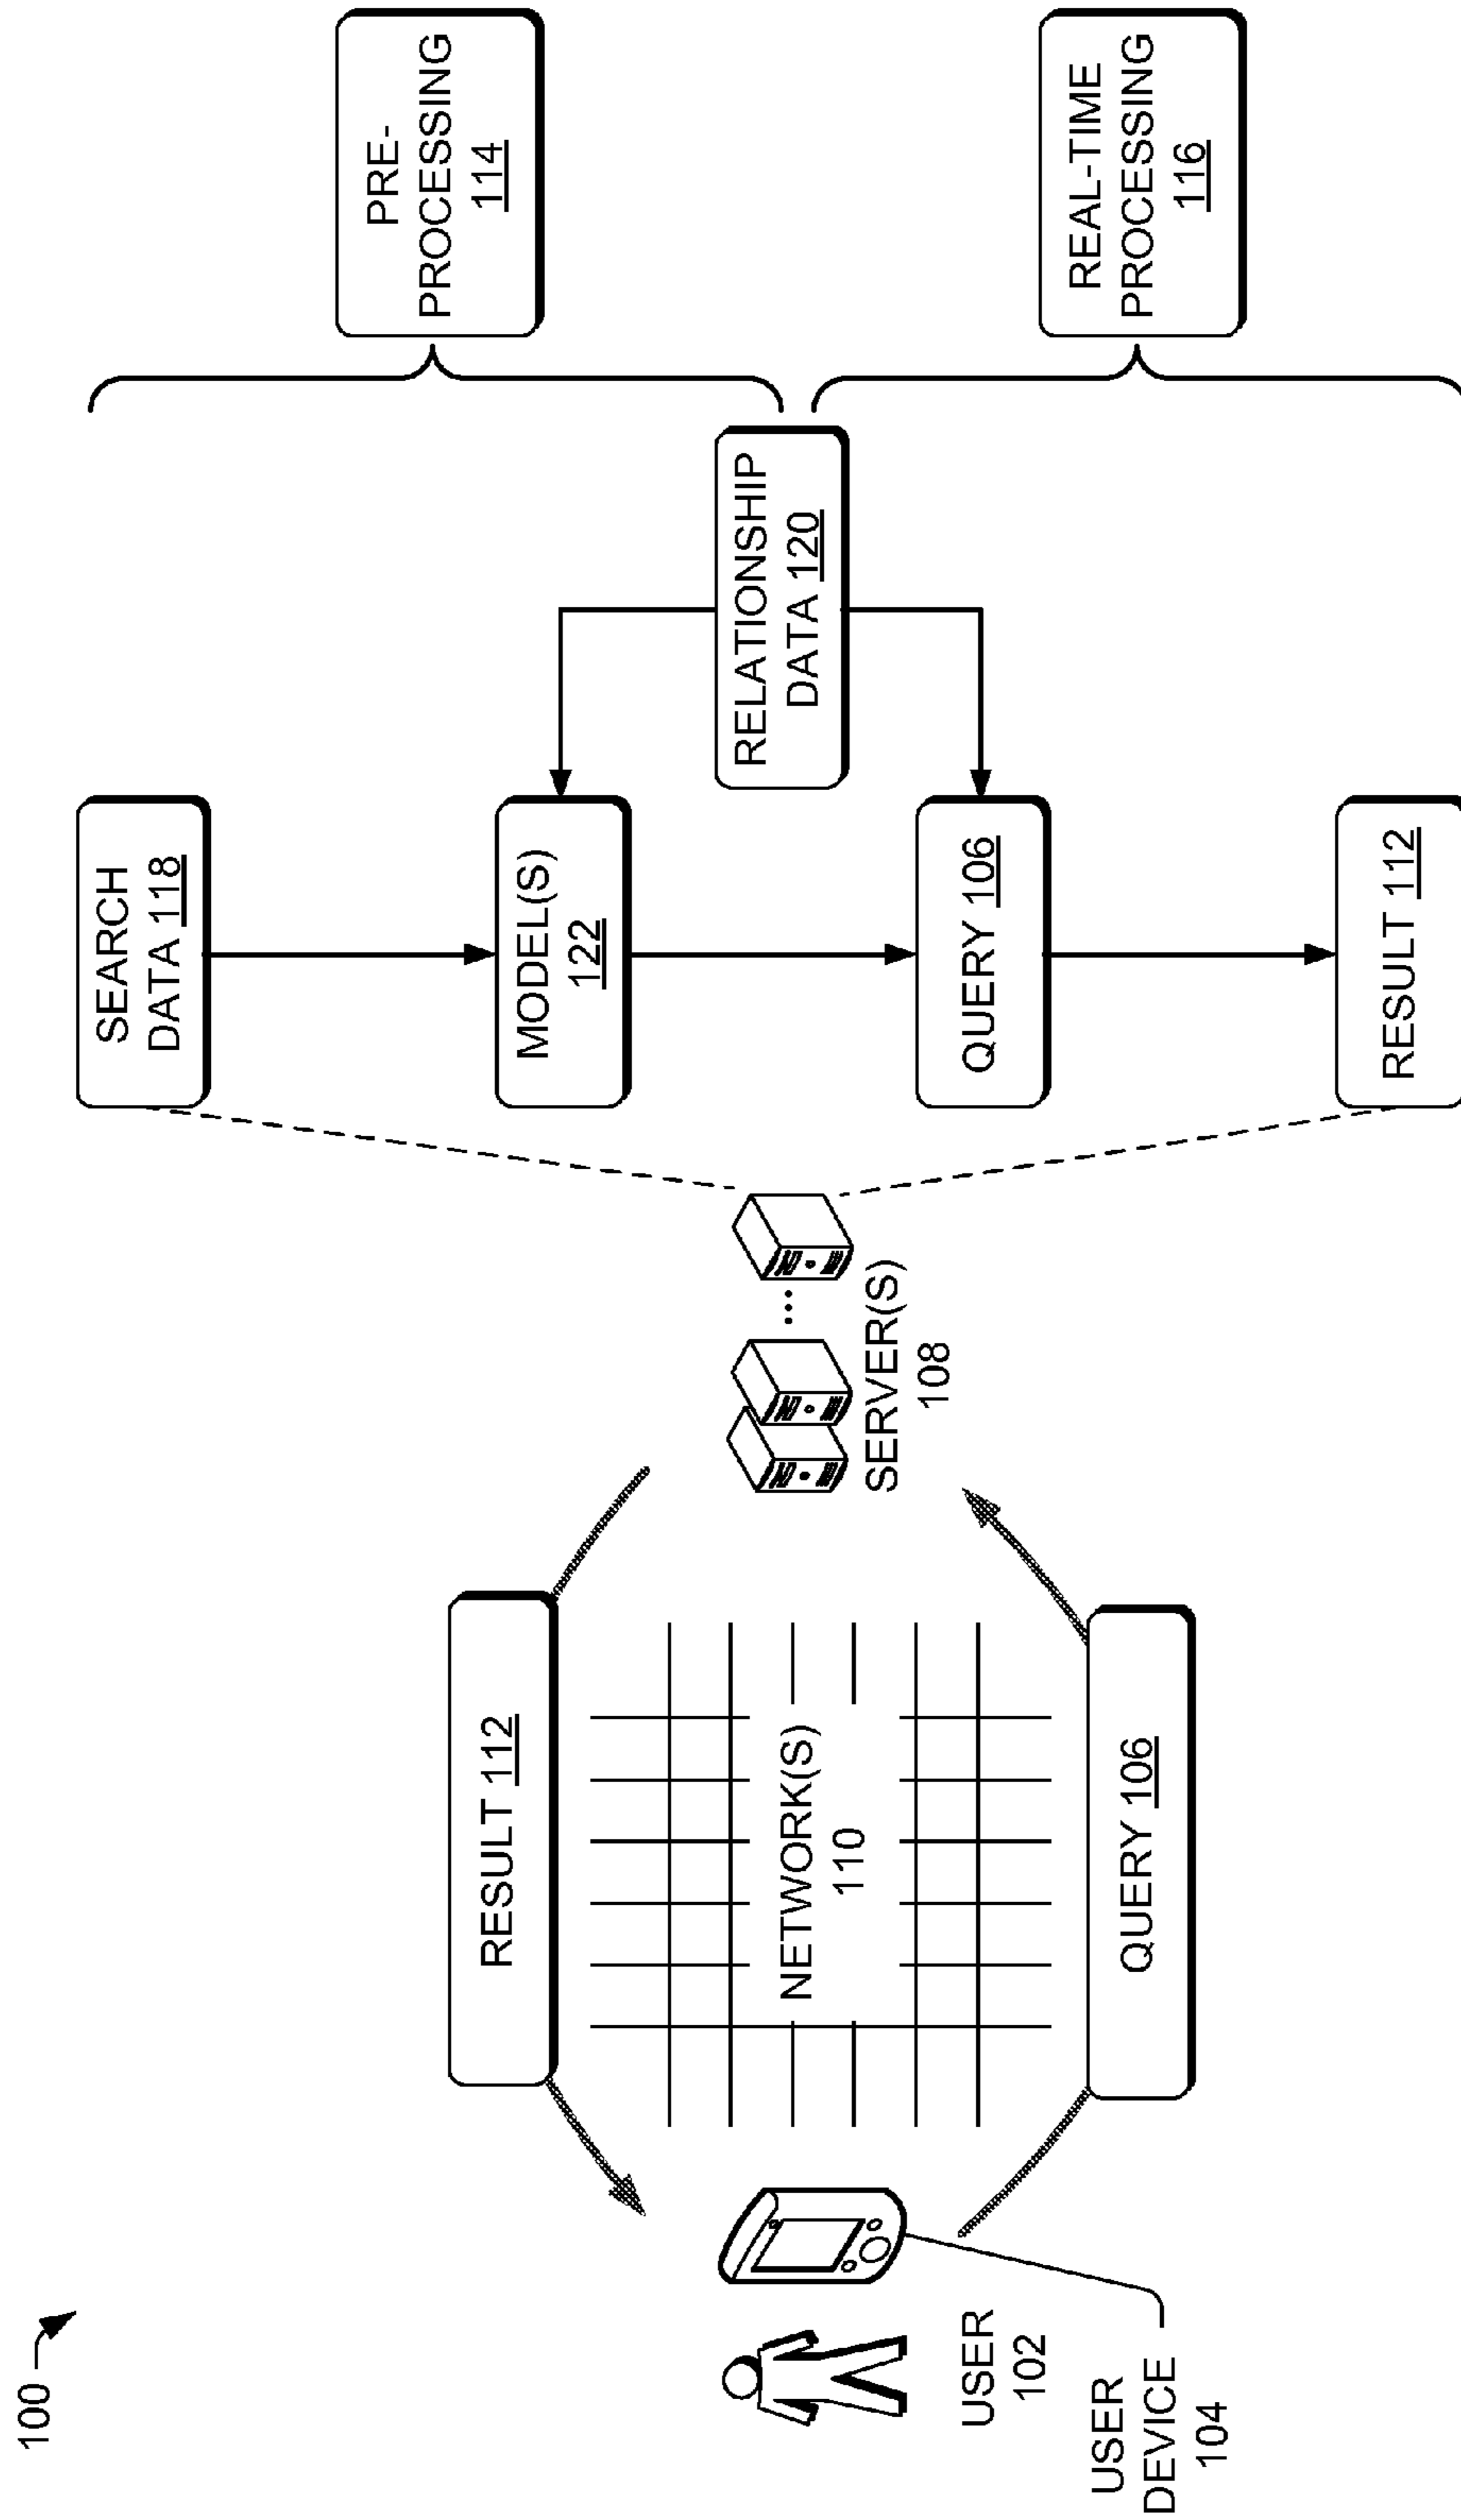 100
USER
102
USER
DEVICE
104
RESULT 112
NETWORK(S)
110
QUERY 106
SERVER(S)
108
SEARCH
DATA 118
MODEL(S)
122
QUERY 106
RESULT 112
RELATIONSHIP
DATA 120
PRE-
PROCESSING
114
REAL-TIME
PROCESSING
116